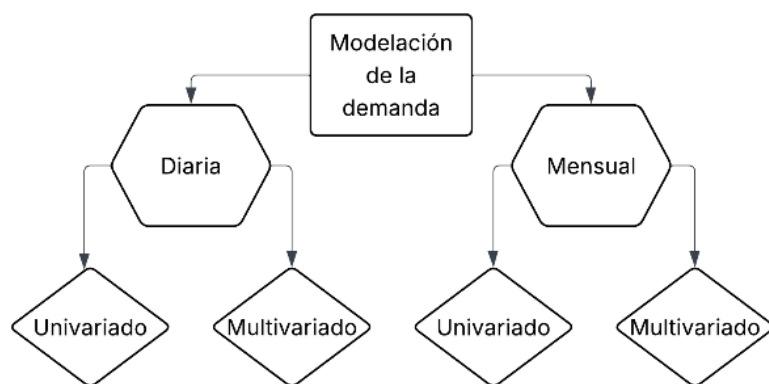 Modelación
de la
demanda
Diaria
Mensual
Univariado
Multivariado
Univariado
Multivariado